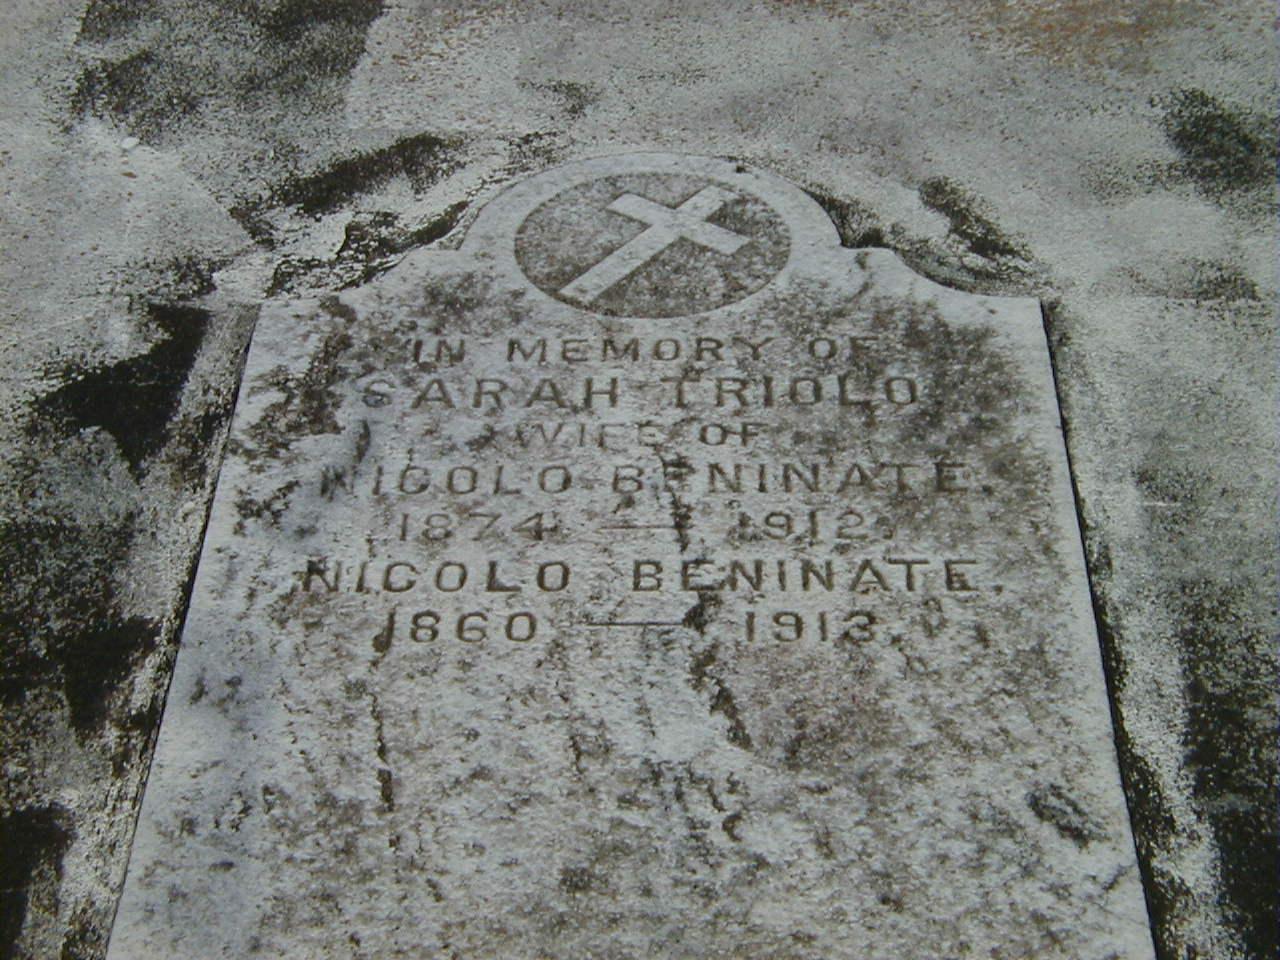 IN MEMORY OF
SARAH TRIOLO
WIFE OF
NICOLO BENINATE.
1874 — 1912.
NICOLO BENINATE.
1860 — 1913.